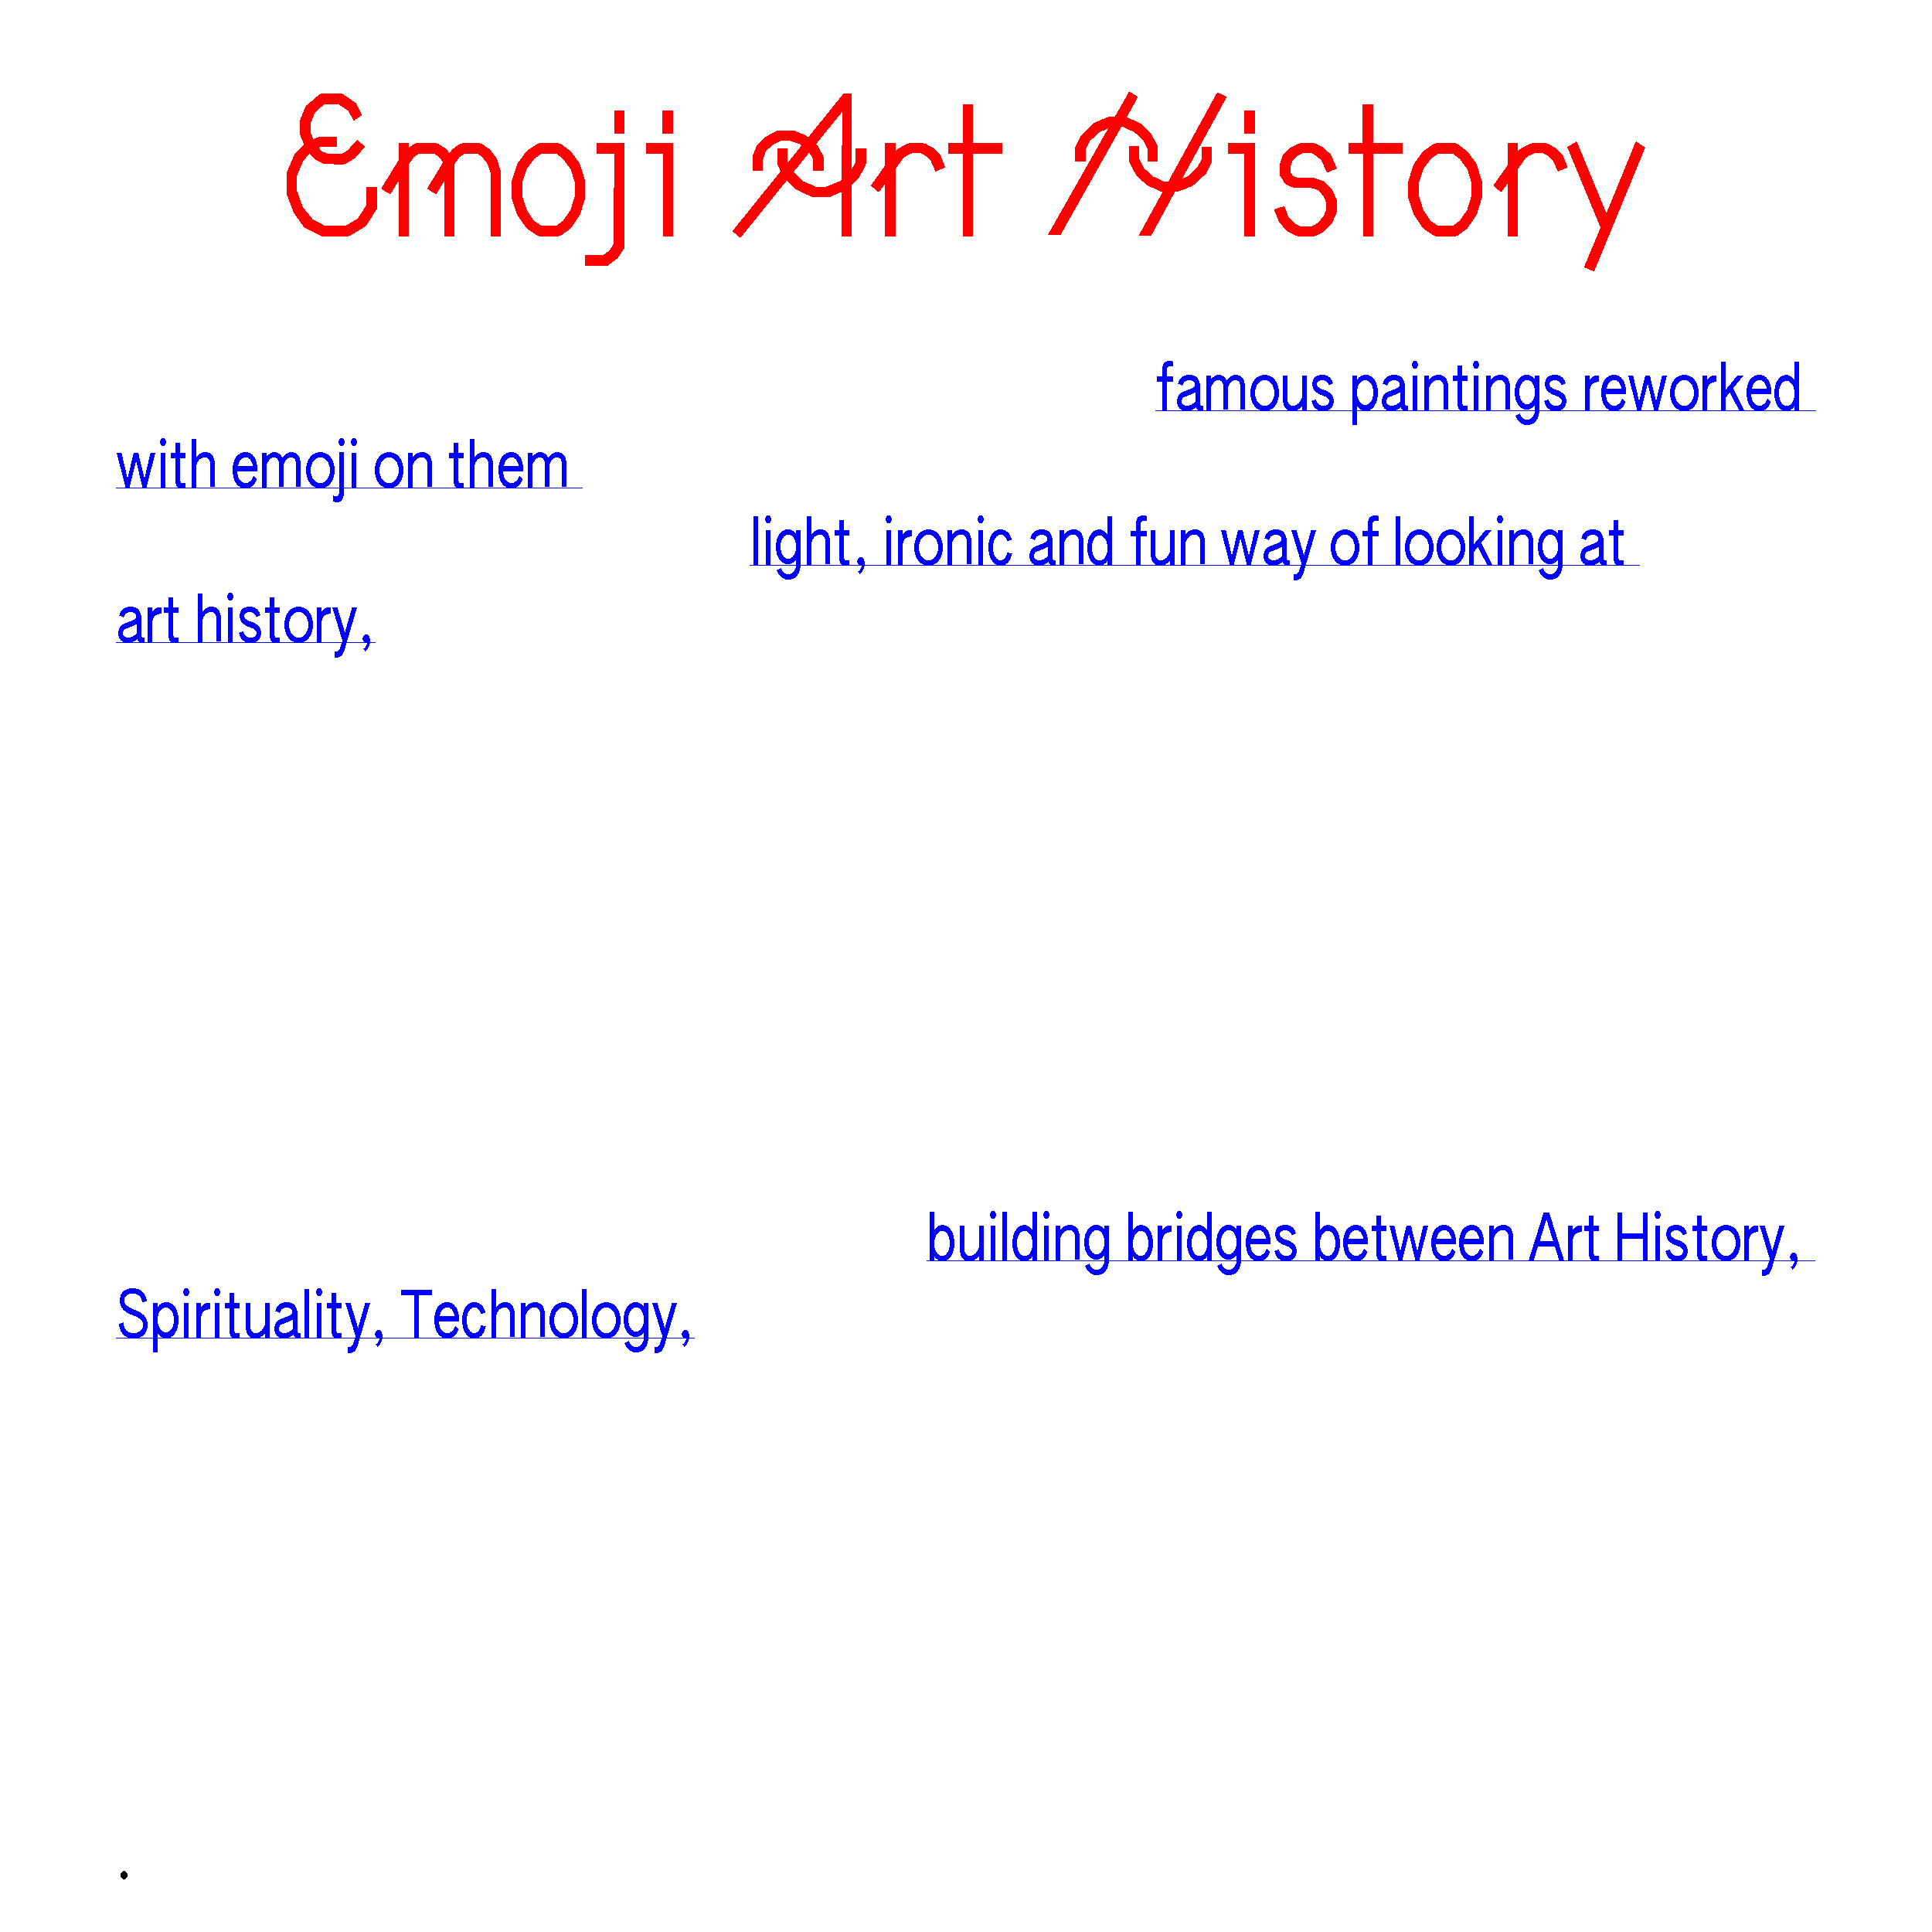 Emoji Art History
famous paintings reworked
with emoji on them
light, ironic and fun way of looking at
art history,
building bridges between Art History,
Spirituality, Technology,
.